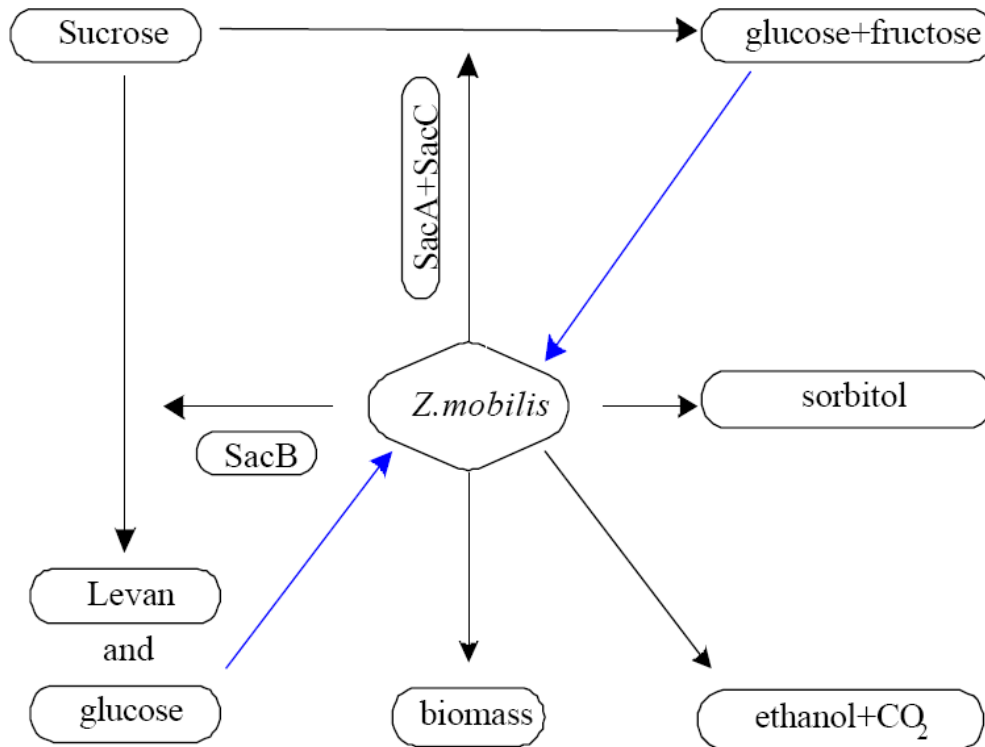 Sucrose
glucose+fructose
SacA+SacC
Z.mobilis
sorbitol
SacB
Levan
and
glucose
biomass
ethanol+CO₂